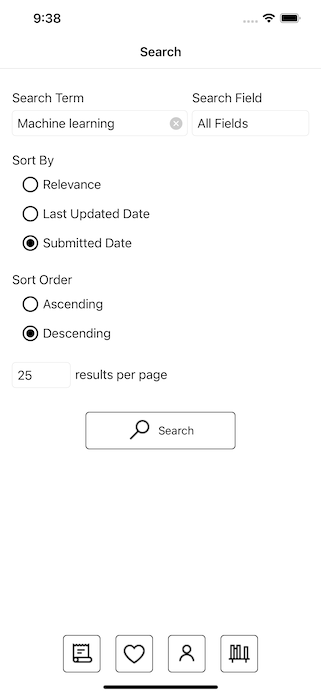 9:38
Search
Search Term Search Field
Machine learning All Fields
Sort By
Relevance
Last Updated Date
Submitted Date
Sort Order
Ascending
Descending
25 results per page
Search